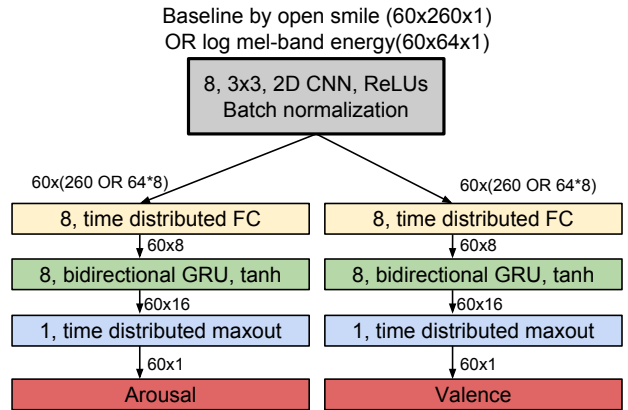 Baseline by open smile (60x260x1)
OR log mel-band energy(60x64x1)
8, 3x3, 2D CNN, ReLUs
Batch normalization
60x(260 OR 64*8)
60x(260 OR 64*8)
8, time distributed FC
8, time distributed FC
60x8
60x8
8, bidirectional GRU, tanh
8, bidirectional GRU, tanh
60x16
60x16
1, time distributed maxout
1, time distributed maxout
60x1
60x1
Arousal
Valence